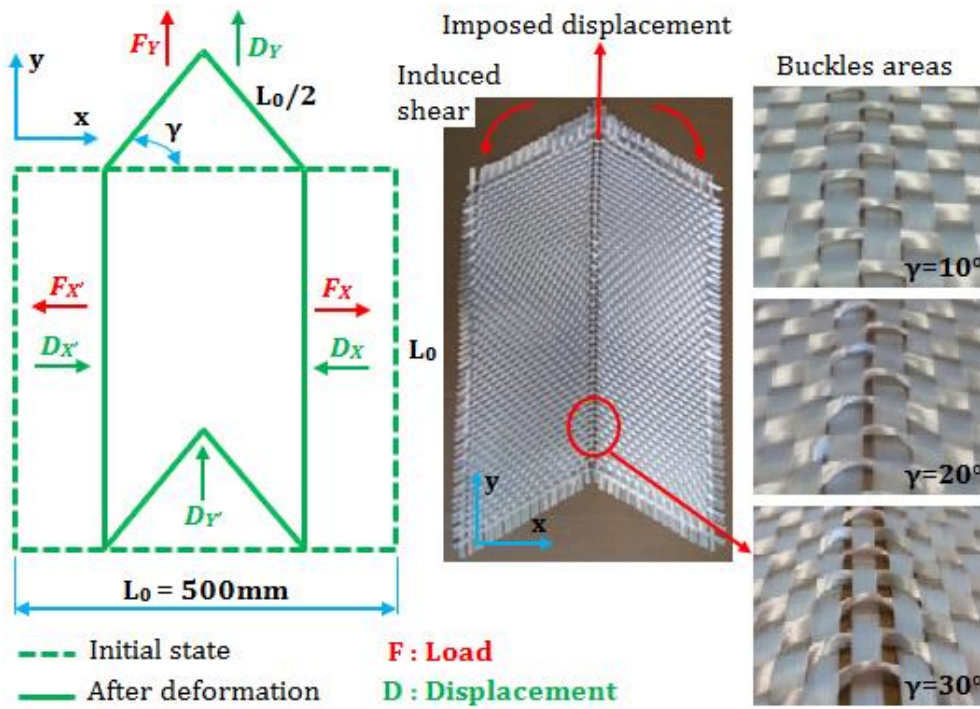 F_Y
D_Y
y
x
γ
L₀/2
F_X'
F_X
D_X'
D_X
L₀
D_Y'
L₀ = 500mm
Initial state
After deformation
F : Load
D : Displacement
Imposed displacement
Induced
shear
y
x
Buckles areas
γ=10°
γ=20°
γ=30°